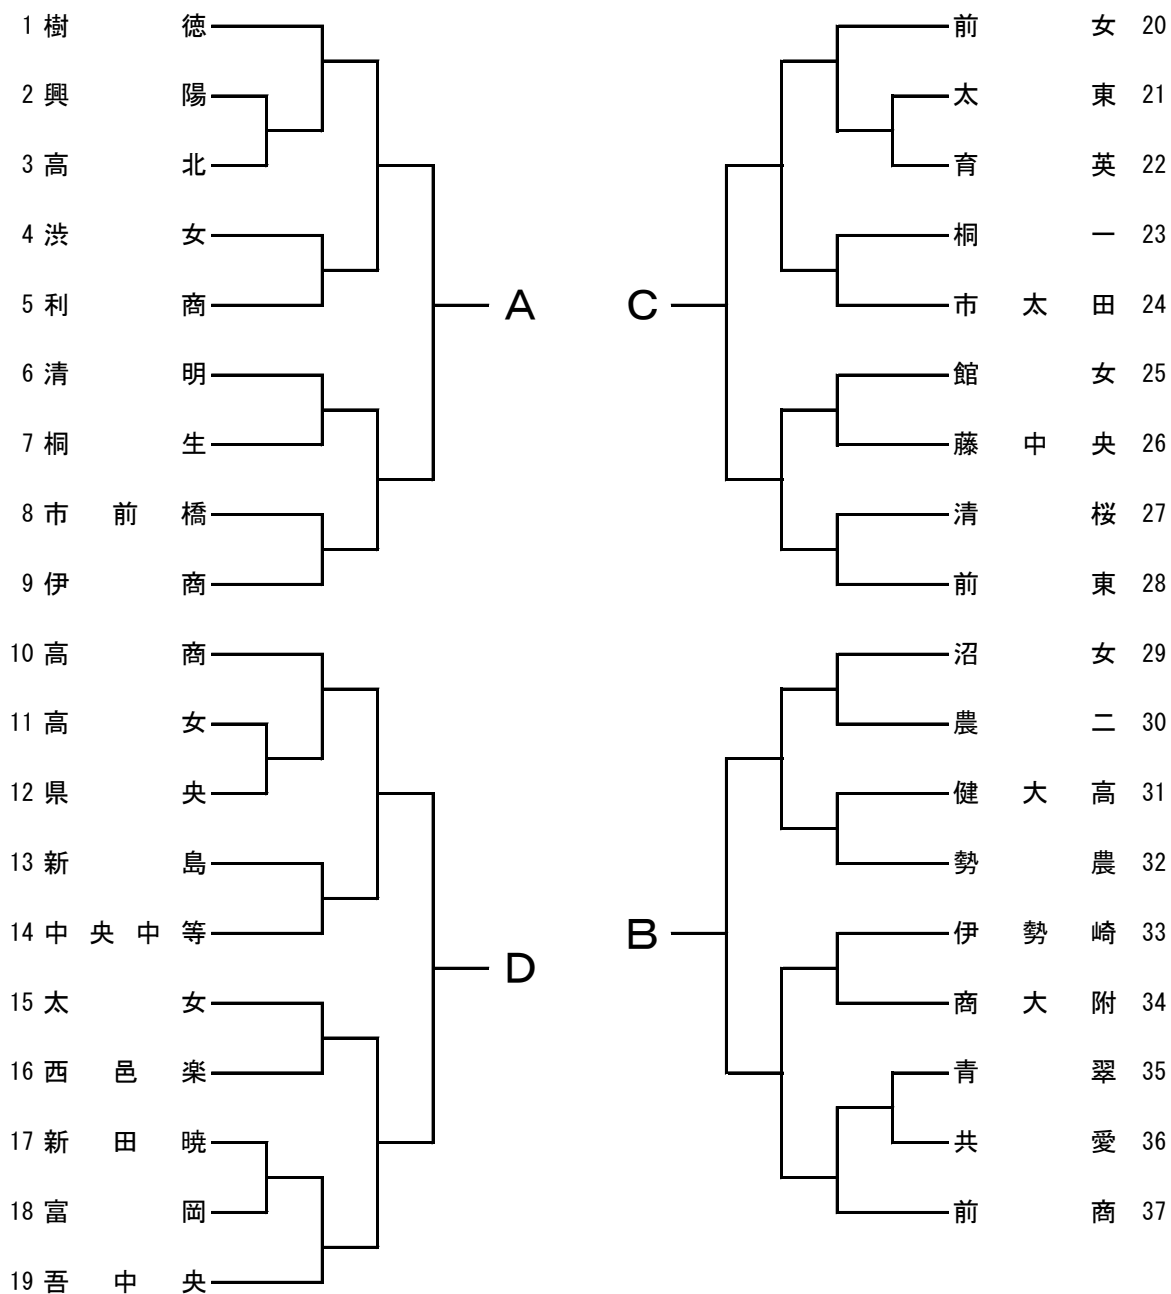 1 樹徳
2 興陽
3 高北
4 渋女
5 利商
6 清明
7 桐生
8 市前橋
9 伊商
10 高商
11 高女
12 県央
13 新島
14 中央中等
15 太女
16 西邑楽
17 新田暁
18 富岡
19 吾中央
A
D
C
B
前女 20
太東 21
育英 22
桐一 23
市太田 24
館女 25
藤中央 26
清桜 27
前東 28
沼女 29
農二 30
健大高 31
勢農 32
伊勢崎 33
商大附 34
青翠 35
共愛 36
前商 37